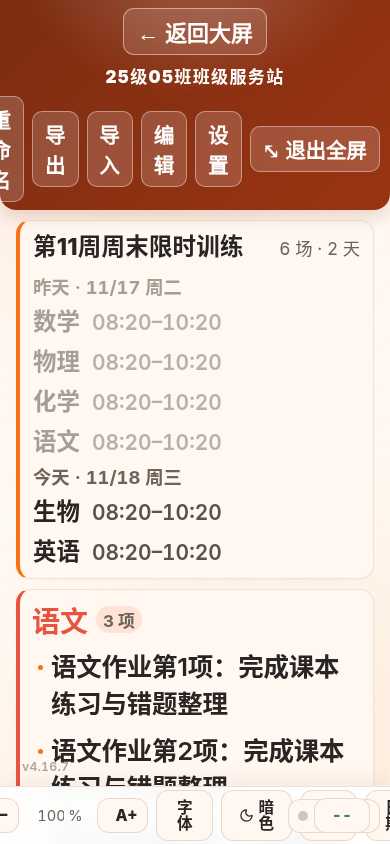 ← 返回大屏
25级05班班级服务站
重命名
导出
导入
编辑
设置
退出全屏
第11周周末限时训练 6 场 · 2 天
昨天 · 11/17 周二
数学 08:20–10:20
物理 08:20–10:20
化学 08:20–10:20
语文 08:20–10:20
今天 · 11/18 周三
生物 08:20–10:20
英语 08:20–10:20
语文 3 项
语文作业第1项：完成课本
练习与错题整理
语文作业第2项：完成课本
练习与错题整理
v4.16.7
100 % A+ 字体 暗色 --